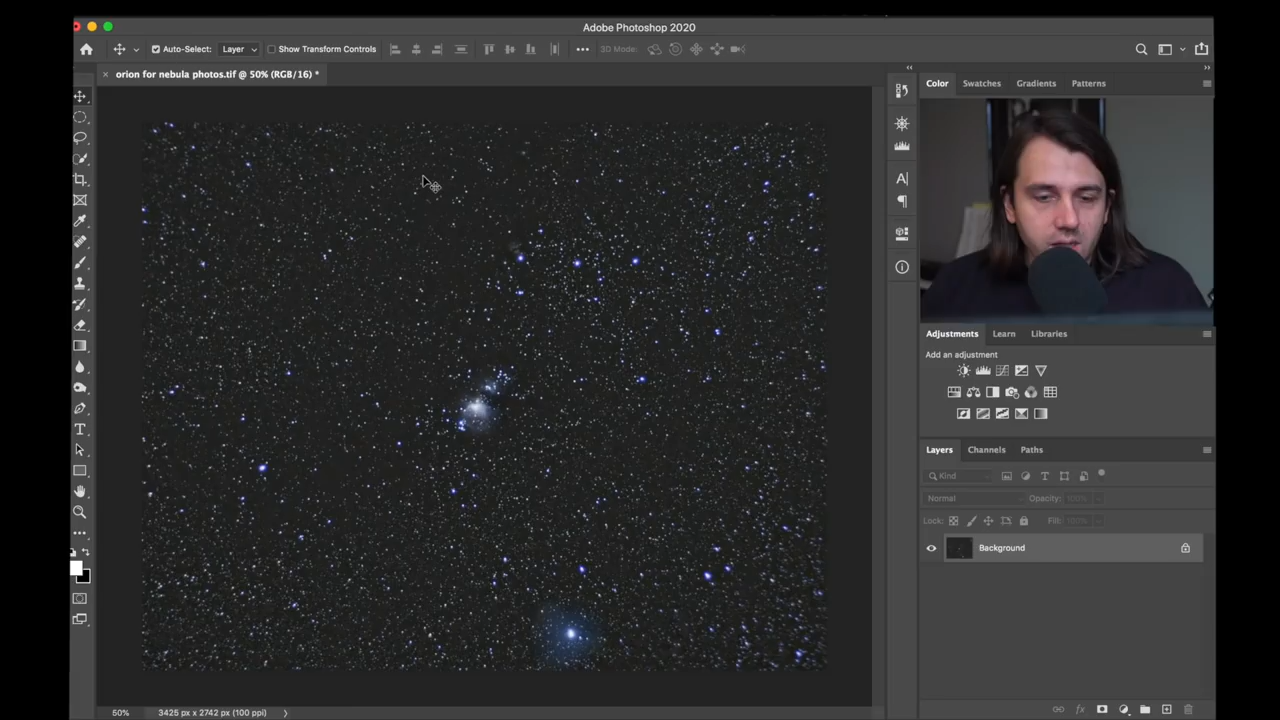 Adobe Photoshop 2020
Auto-Select: Layer Show Transform Controls 3D Mode:
orion for nebula photos.tif @ 50% (RGB/16) *
Color Swatches Gradients Patterns
Adjustments Learn Libraries
Add an adjustment
Layers Channels Paths
Kind
Normal Opacity: 100%
Lock: Fill: 100%
Background
50% 3425 px x 2742 px (100 ppi)